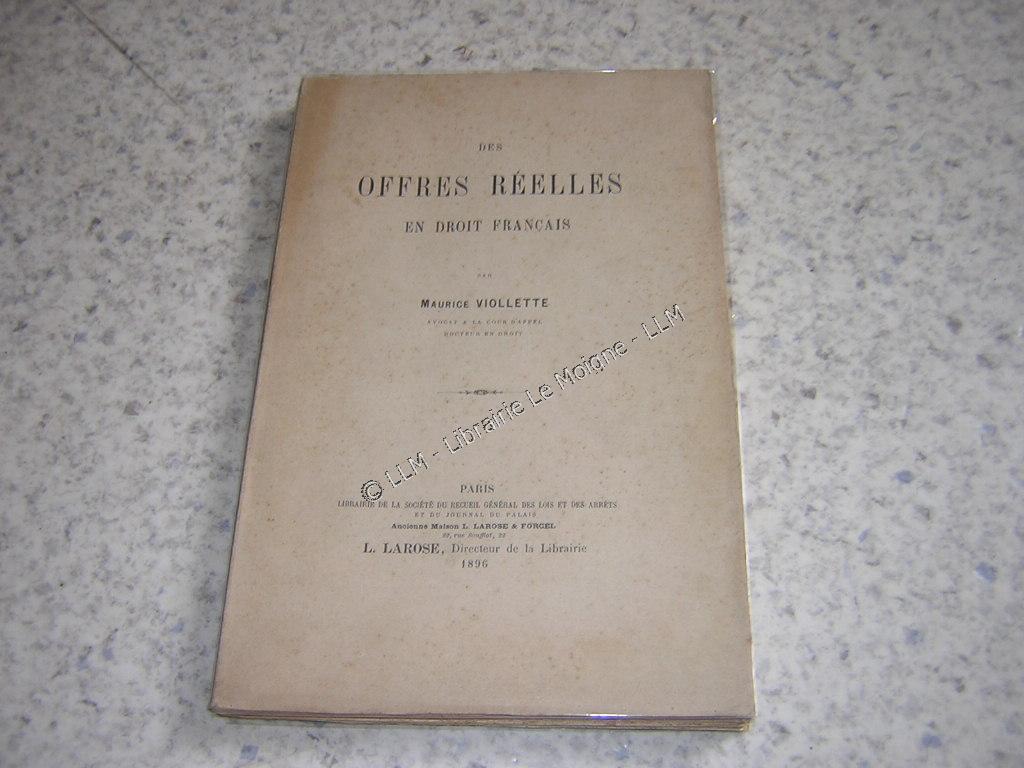 DES
OFFRES RÉELLES
EN DROIT FRANÇAIS
PAR
MAURICE VIOLLETTE
AVOCAT A LA COUR D'APPEL
DOCTEUR EN DROIT
© LLM - Librairie Le Moigne - LLM
PARIS
LIBRAIRIE DE LA SOCIÉTÉ DU RECUEIL GÉNÉRAL DES LOIS ET DES ARRÊTS
ET DU JOURNAL DU PALAIS
Ancienne Maison L. LAROSE & FORCEL
22, rue Soufflot, 22
L. LAROSE, Directeur de la Librairie
1896